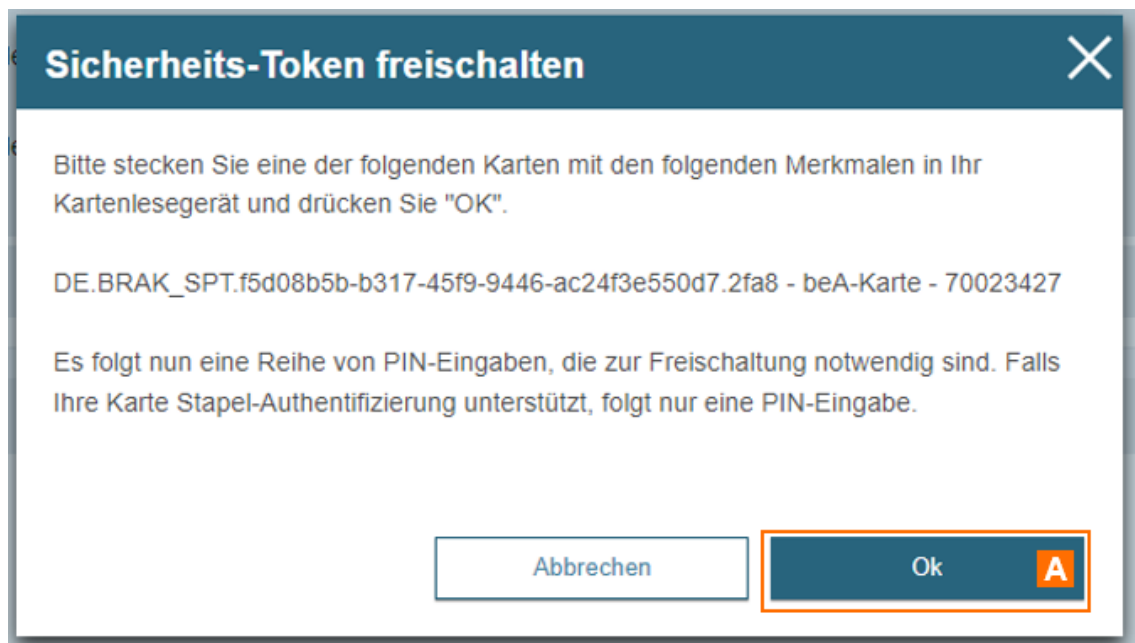 Sicherheits-Token freischalten
Bitte stecken Sie eine der folgenden Karten mit den folgenden Merkmalen in Ihr
Kartenlesegerät und drücken Sie "OK".
DE.BRAK_SPT.f5d08b5b-b317-45f9-9446-ac24f3e550d7.2fa8 - beA-Karte - 70023427
Es folgt nun eine Reihe von PIN-Eingaben, die zur Freischaltung notwendig sind. Falls
Ihre Karte Stapel-Authentifizierung unterstützt, folgt nur eine PIN-Eingabe.
Abbrechen
Ok A